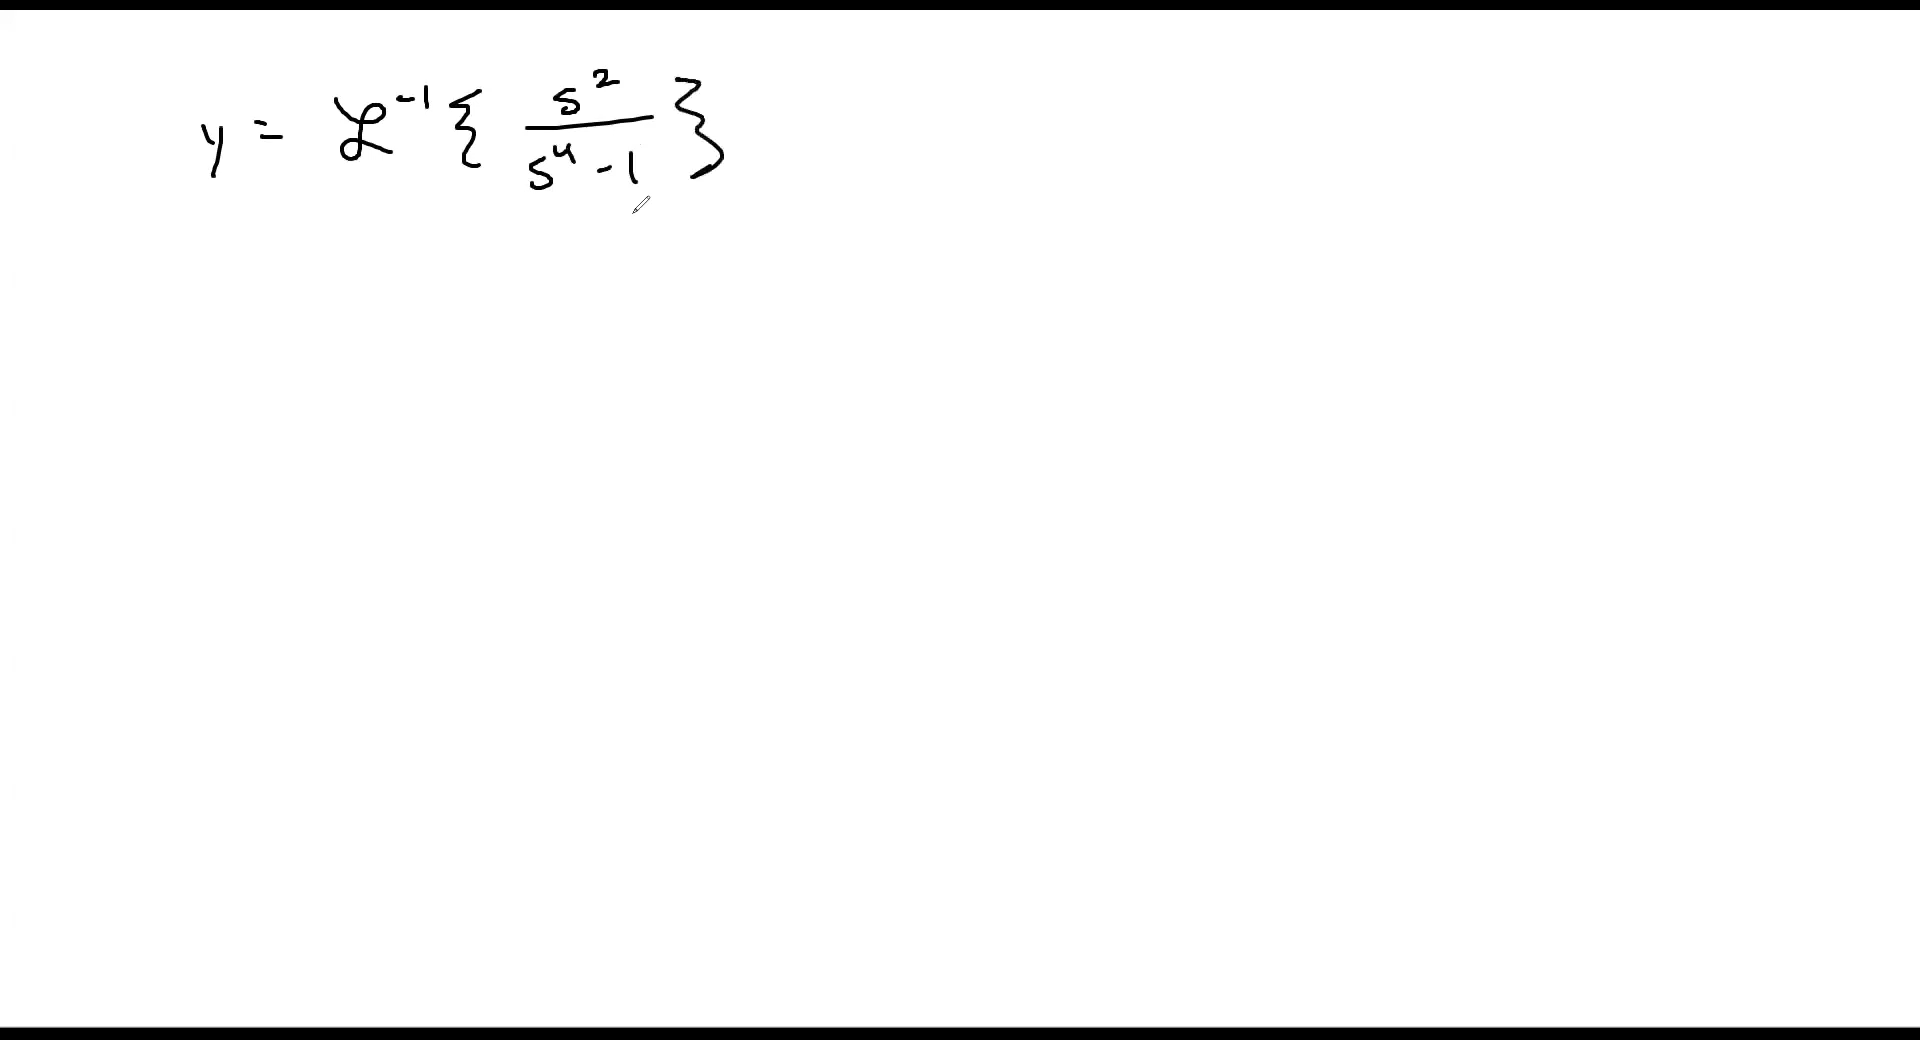 y = ℒ⁻¹{ s² / (s⁴ - 1) }